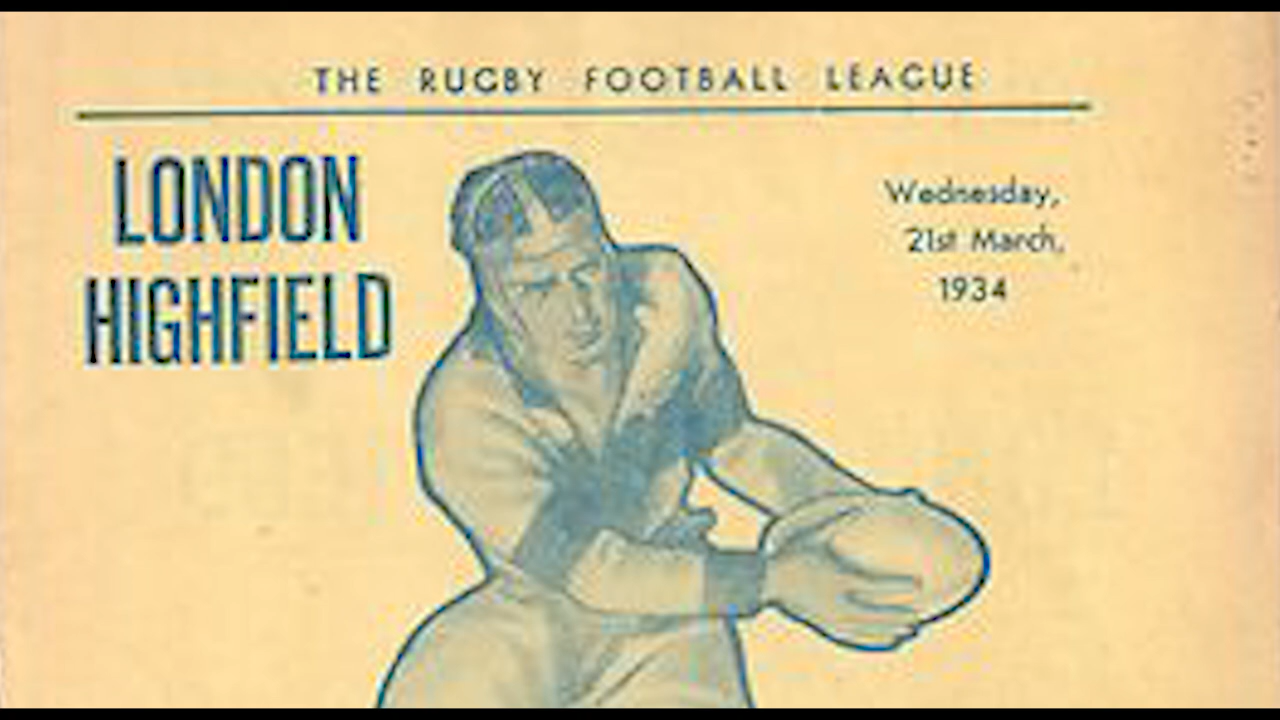 THE RUGBY FOOTBALL LEAGUE
LONDON
HIGHFIELD
Wednesday,
21st March,
1934